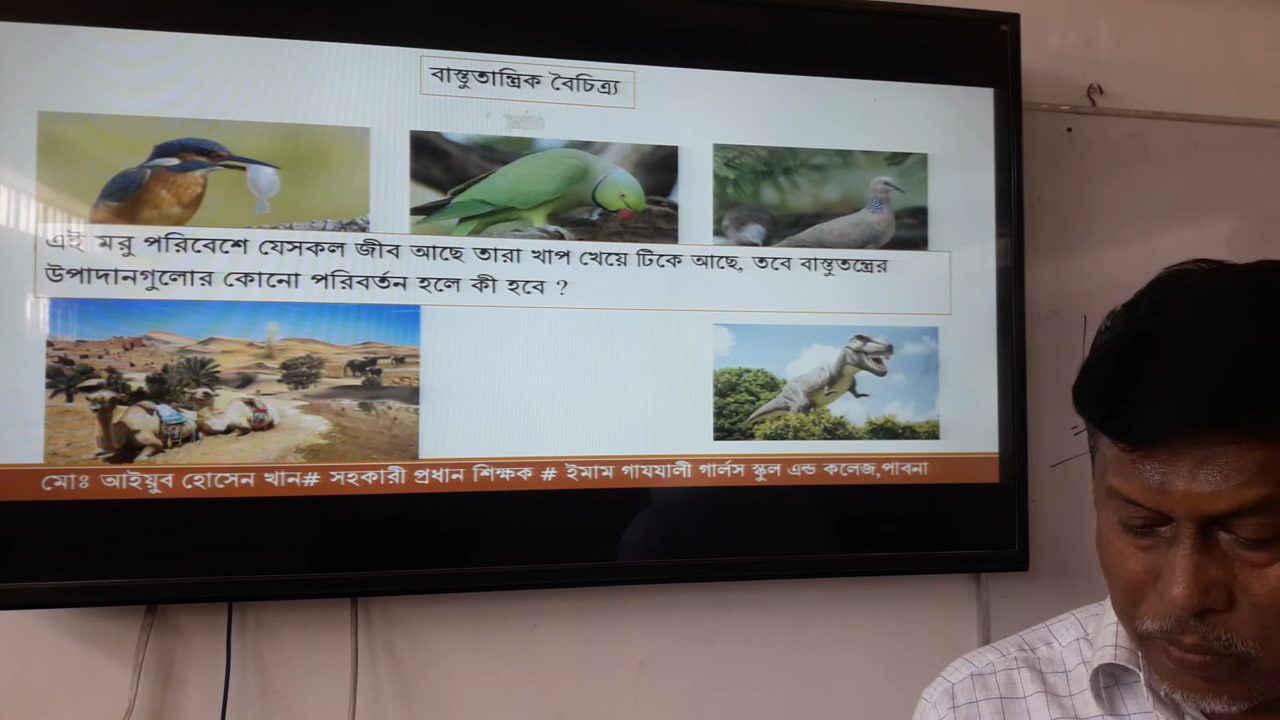 বাস্তুতান্ত্রিক বৈচিত্র্য
এই মরু পরিবেশে যেসকল জীব আছে তারা খাপ খেয়ে টিকে আছে, তবে বাস্তুতন্ত্রের
উপাদানগুলোর কোনো পরিবর্তন হলে কী হবে ?
মোঃ আইয়ুব হোসেন খান# সহকারী প্রধান শিক্ষক # ইমাম গাযযালী গার্লস স্কুল এন্ড কলেজ,পাবনা